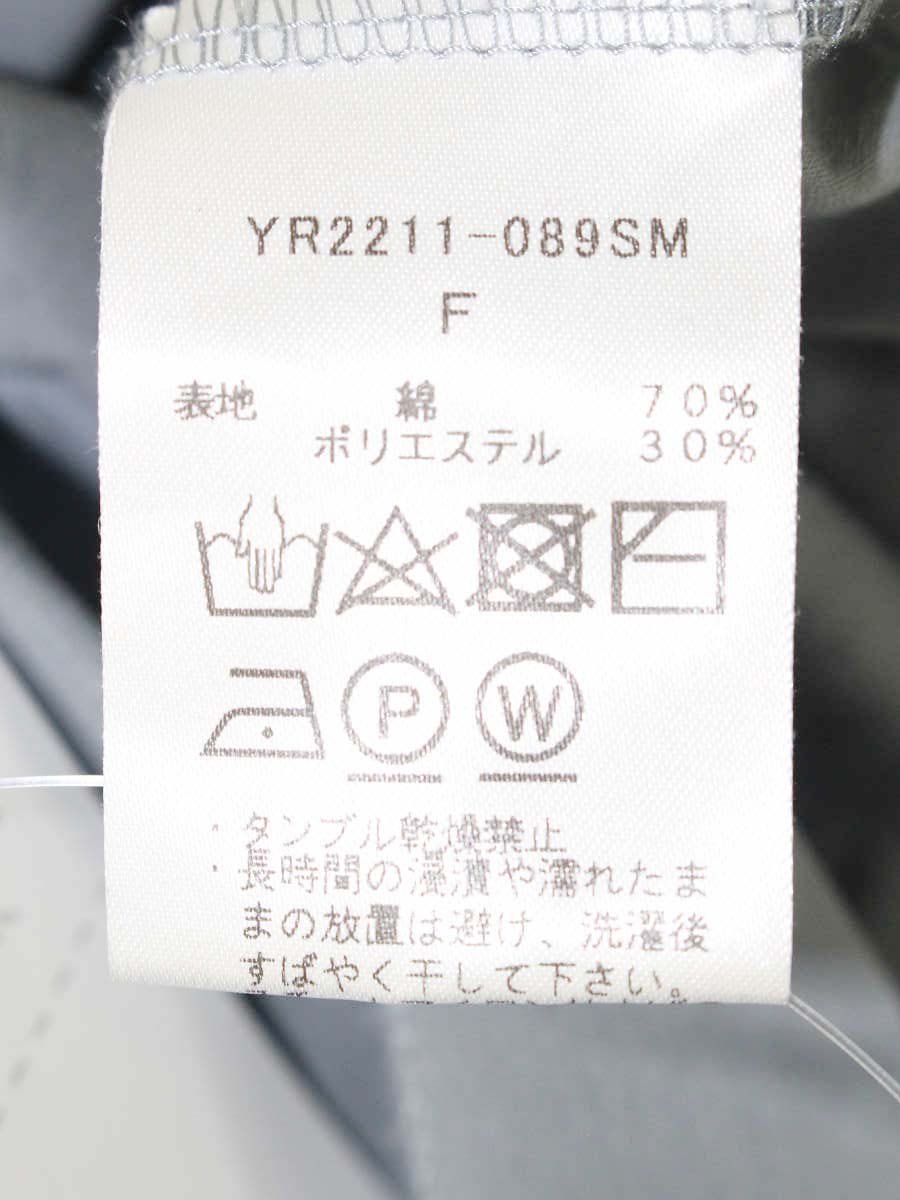 YR2211-089SM
F
表地 綿 70%
ポリエステル 30%
P W
・タンブル乾燥禁止
・長時間の浸漬や濡れたま
まの放置は避け、洗濯後
すばやく干して下さい。